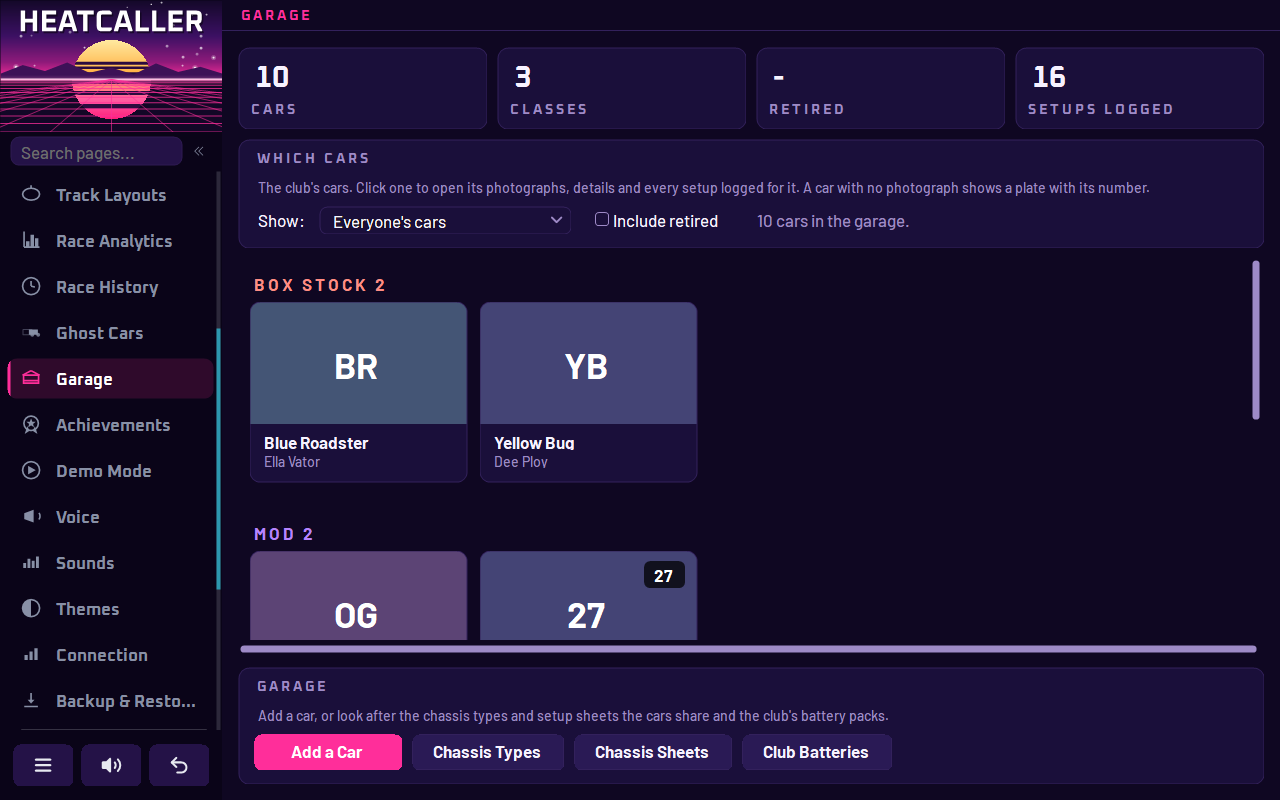 HEATCALLER
Search pages...
Track Layouts
Race Analytics
Race History
Ghost Cars
Garage
Achievements
Demo Mode
Voice
Sounds
Themes
Connection
Backup & Resto...
GARAGE
10
CARS
3
CLASSES
-
RETIRED
16
SETUPS LOGGED
WHICH CARS
The club's cars. Click one to open its photographs, details and every setup logged for it. A car with no photograph shows a plate with its number.
Show: Everyone's cars Include retired 10 cars in the garage.
BOX STOCK 2
BR
Blue Roadster
Ella Vator
YB
Yellow Bug
Dee Ploy
MOD 2
OG
27
27
GARAGE
Add a car, or look after the chassis types and setup sheets the cars share and the club's battery packs.
Add a Car Chassis Types Chassis Sheets Club Batteries